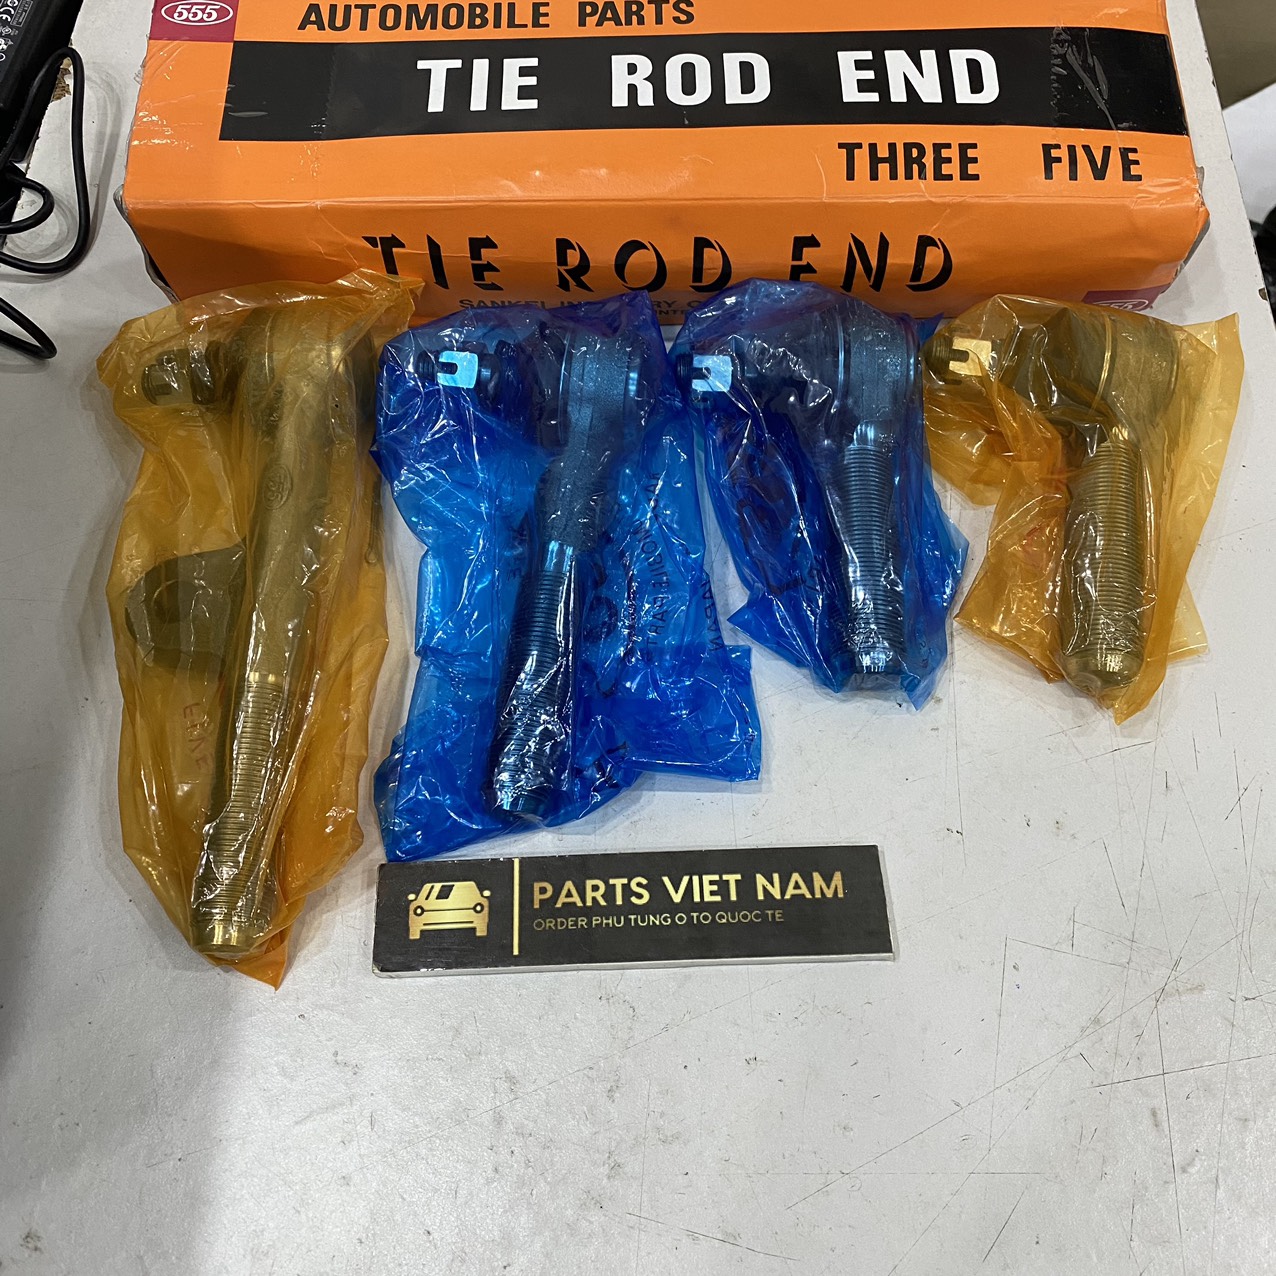 555
AUTOMOBILE PARTS
TIE ROD END
THREE FIVE
TIE ROD END
555
PARTS VIET NAM
ORDER PHU TUNG O TO QUOC TE